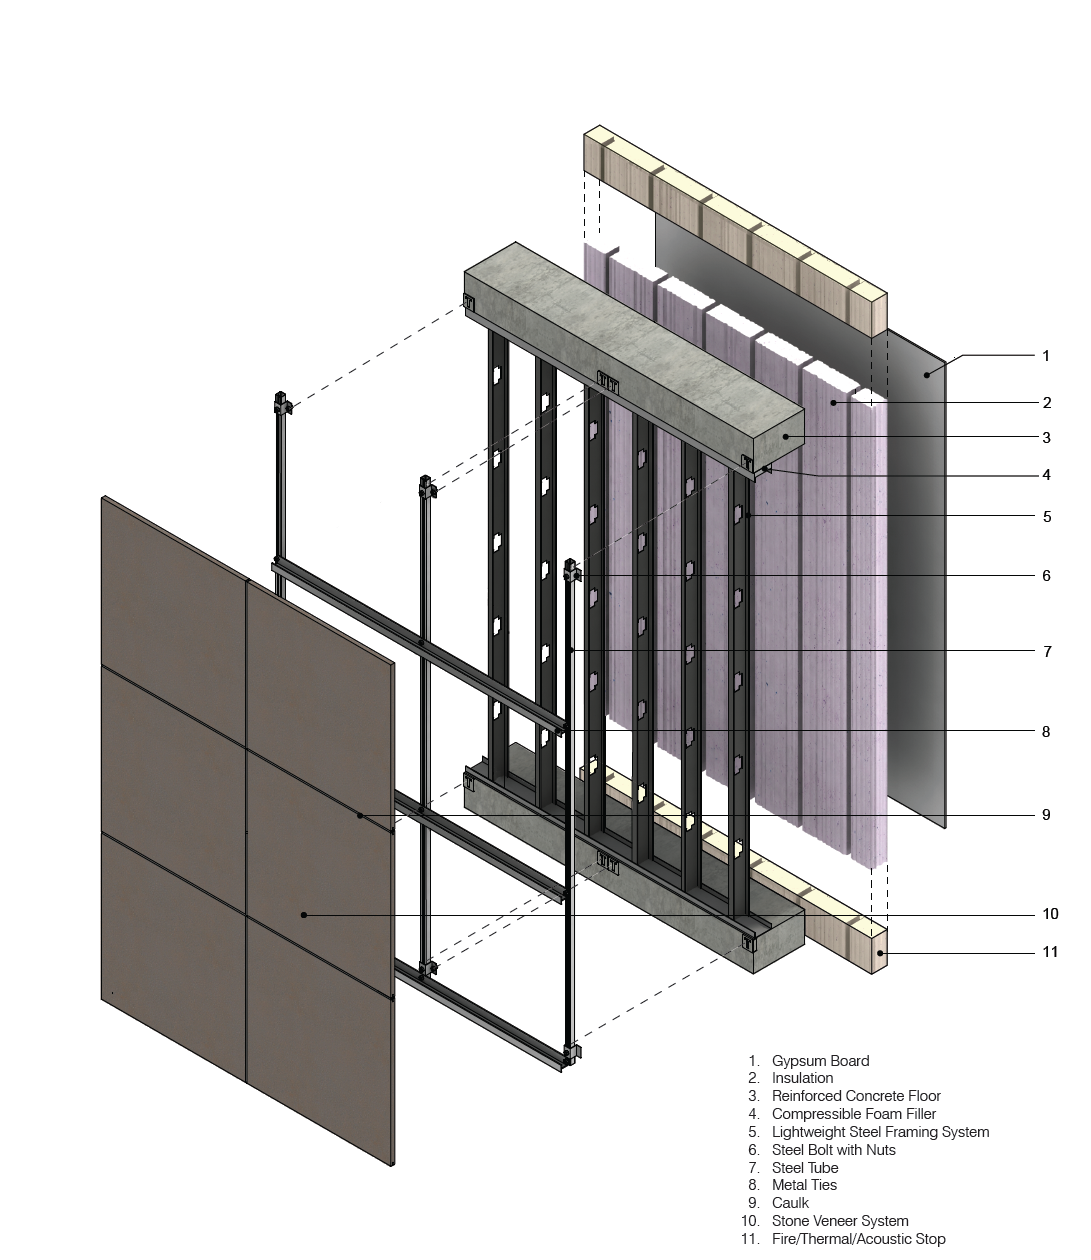 1
2
3
4
5
6
7
8
9
10
11
1. Gypsum Board
2. Insulation
3. Reinforced Concrete Floor
4. Compressible Foam Filler
5. Lightweight Steel Framing System
6. Steel Bolt with Nuts
7. Steel Tube
8. Metal Ties
9. Caulk
10. Stone Veneer System
11. Fire/Thermal/Acoustic Stop